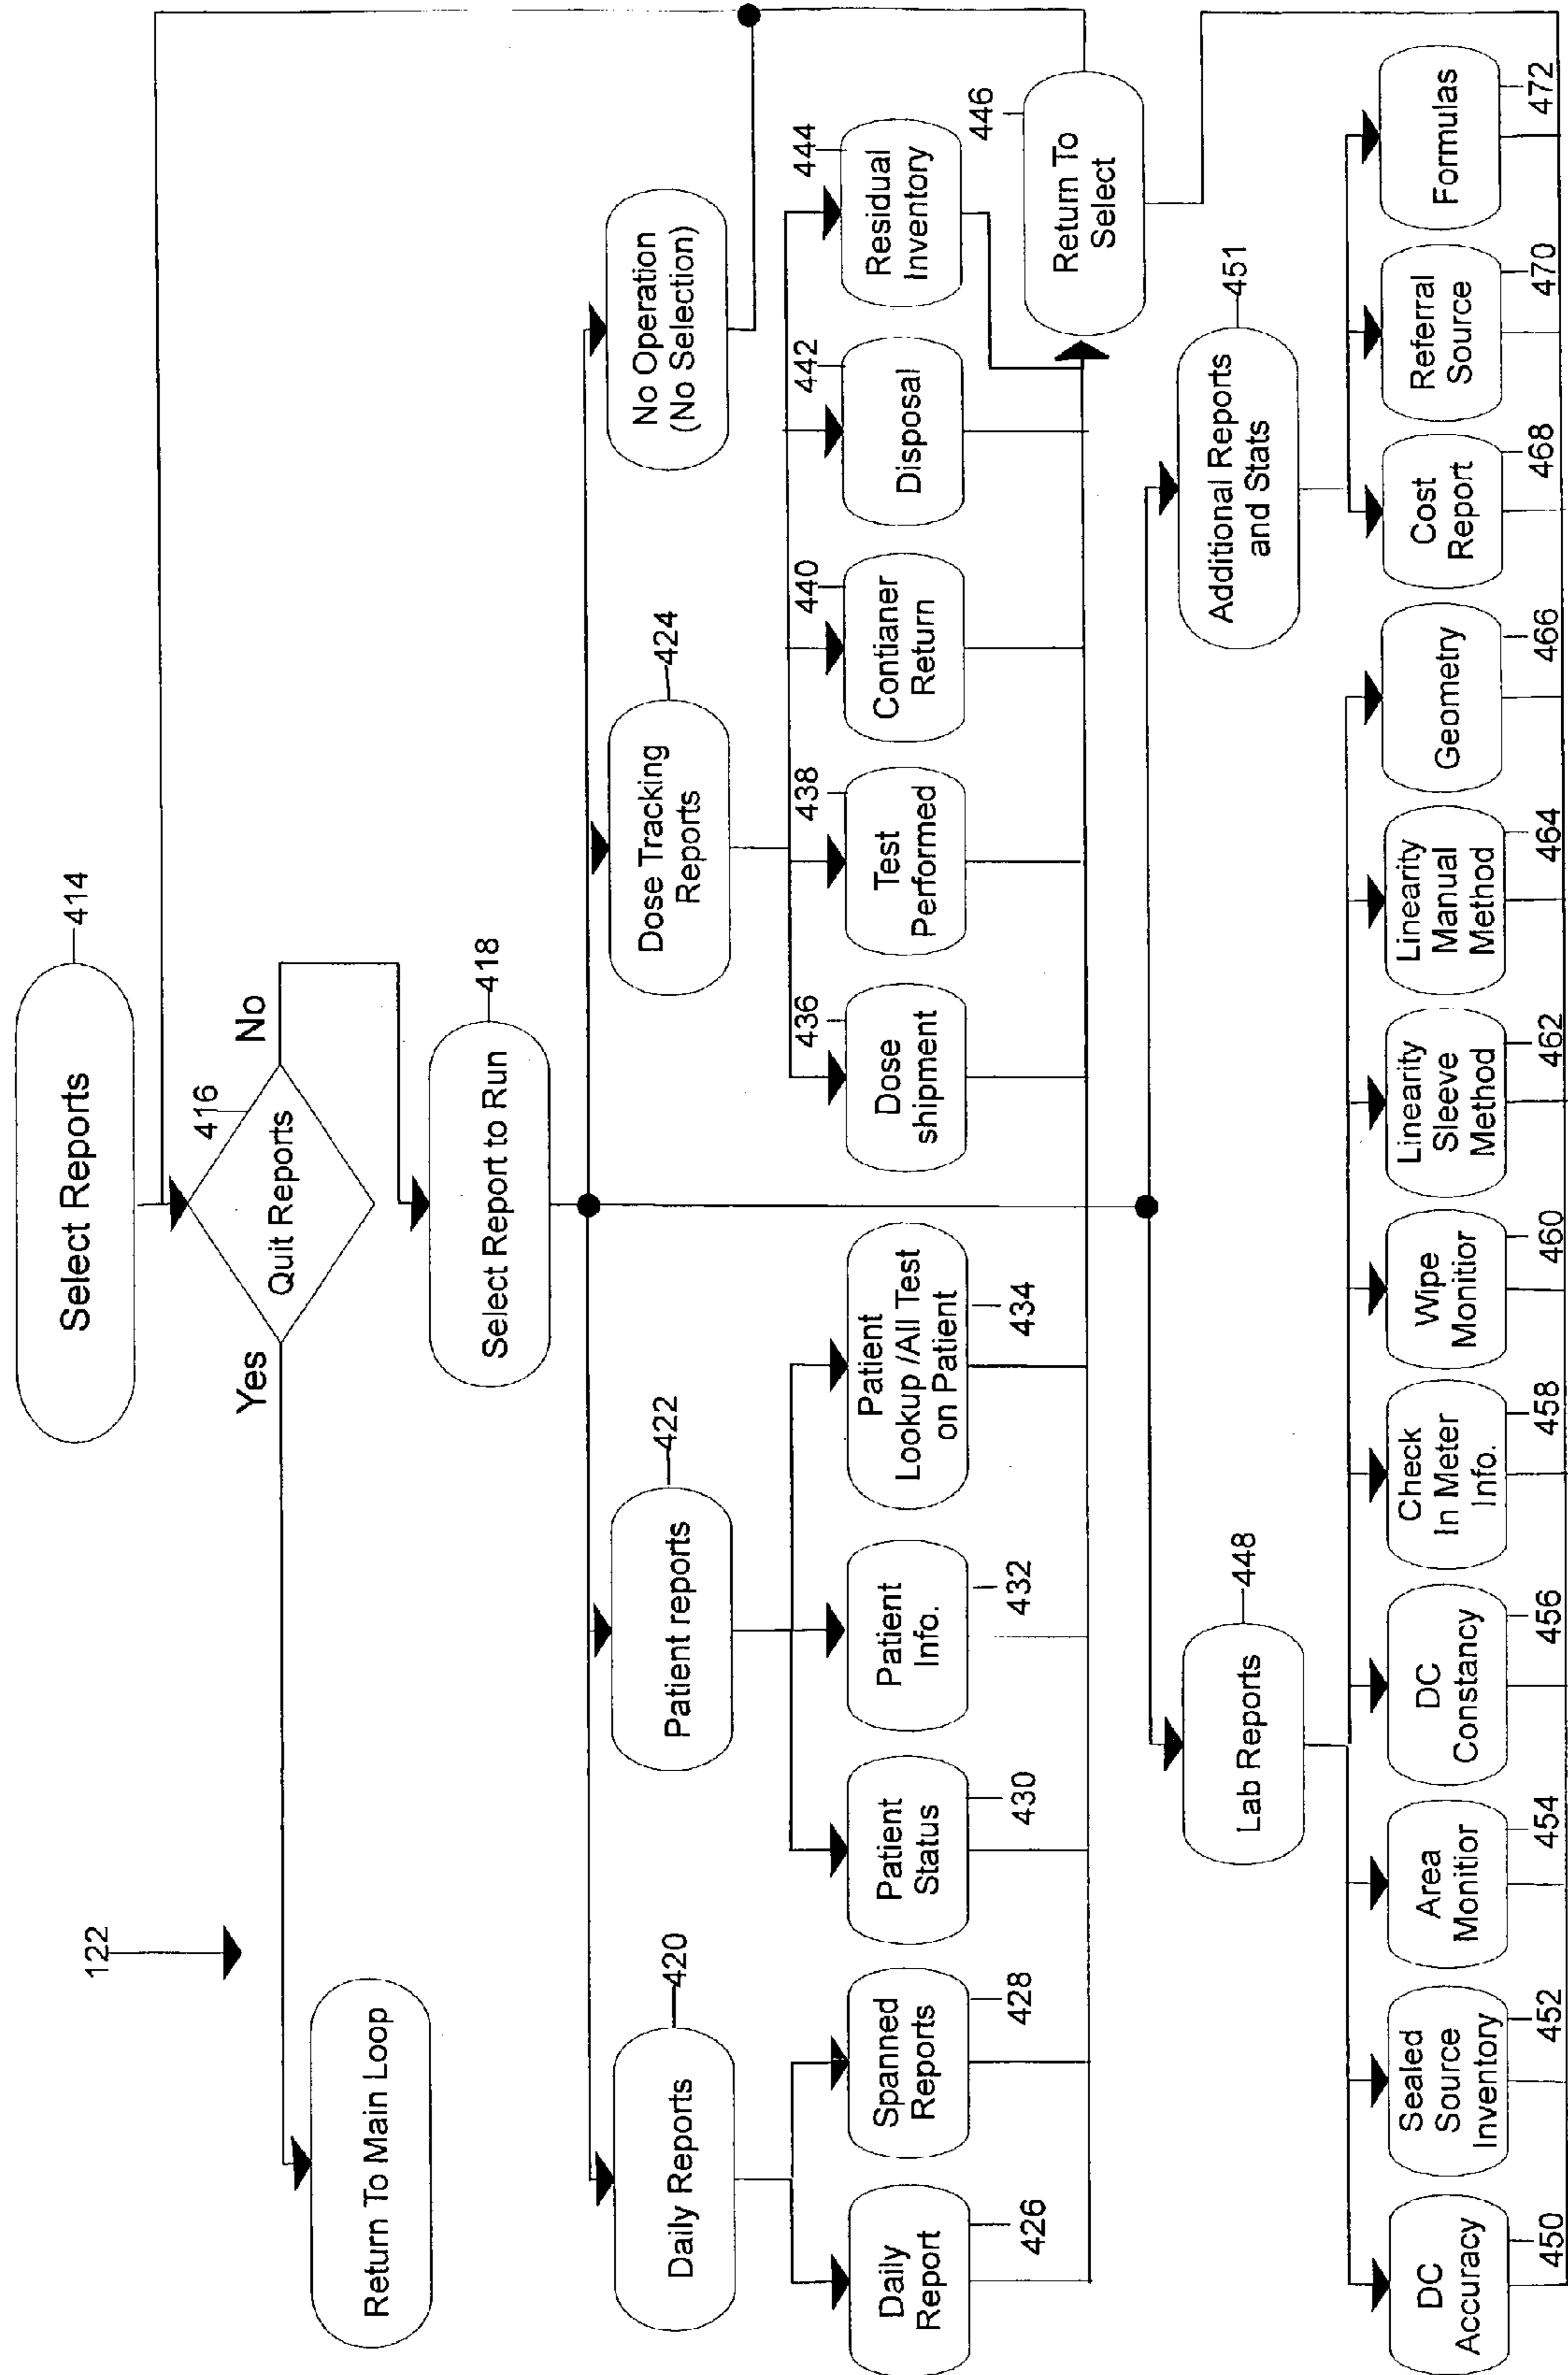 Select Reports
414
122
Yes
Quit Reports
416
No
Return To Main Loop
Select Report to Run
418
Daily Reports
420
Patient reports
422
Dose Tracking
Reports
424
No Operation
(No Selection)
Daily
Report
426
Spanned
Reports
428
Patient
Status
430
Patient
Info.
432
Patient
Lookup /All Test
on Patient
434
Dose
shipment
436
Test
Performed
438
Contianer
Return
440
Disposal
442
Residual
Inventory
444
Return To
Select
446
Lab Reports
448
Additional Reports
and Stats
451
DC
Accuracy
450
Sealed
Source
Inventory
452
Area
Monitior
454
DC
Constancy
456
Check
In Meter
Info.
458
Wipe
Monitior
460
Linearity
Sleeve
Method
462
Linearity
Manual
Method
464
Geometry
466
Cost
Report
468
Referral
Source
470
Formulas
472